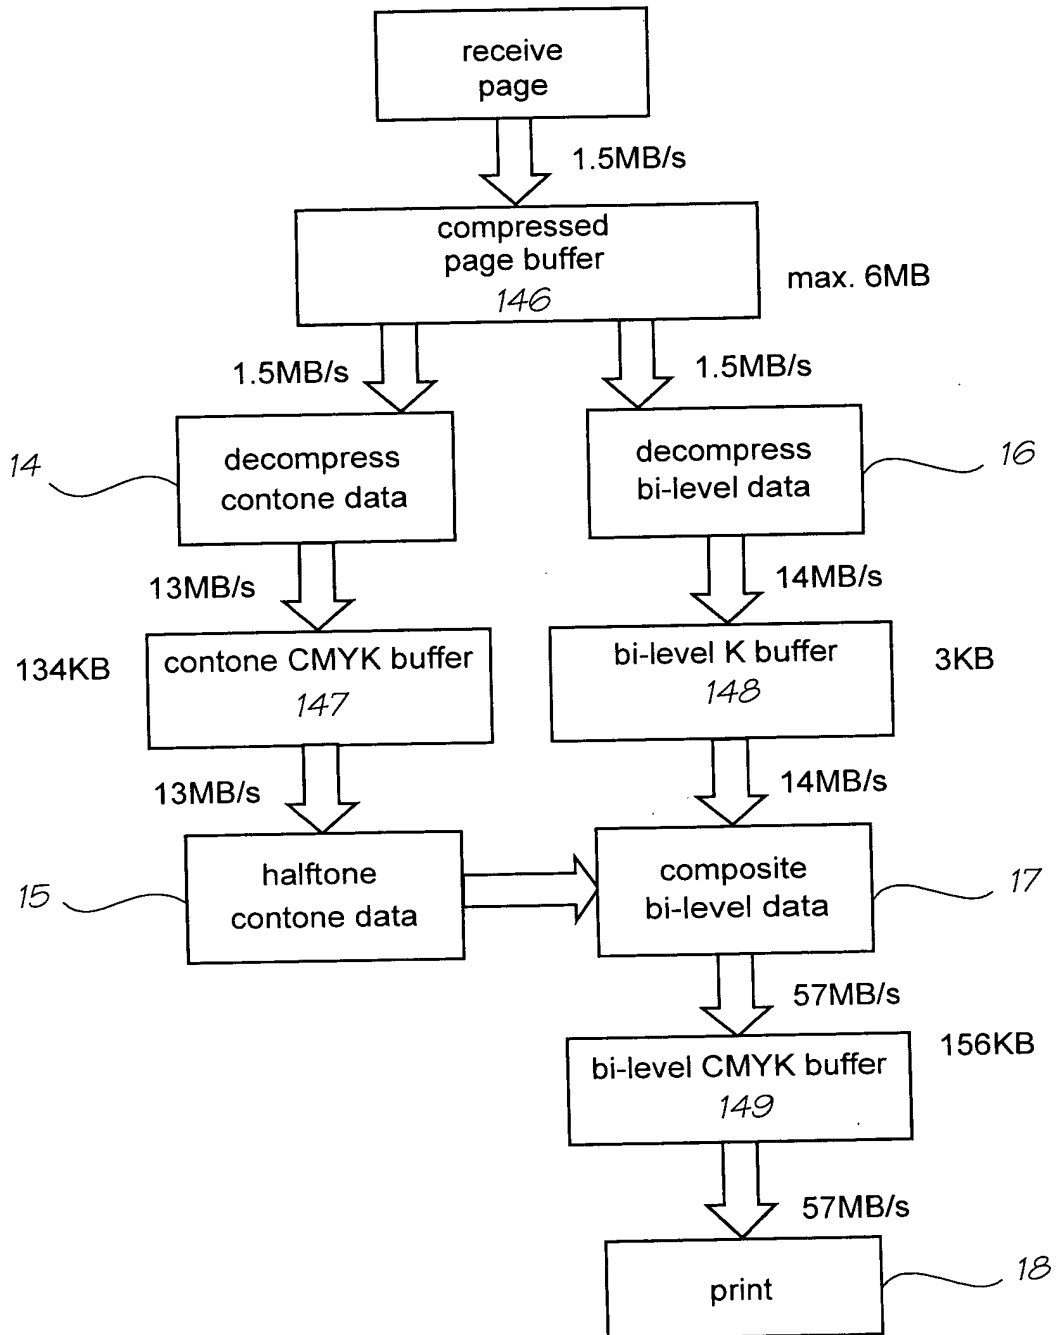 receive
page
1.5MB/s
compressed
page buffer
146
max. 6MB
1.5MB/s
1.5MB/s
14
decompress
contone data
decompress
bi-level data
16
13MB/s
14MB/s
134KB
contone CMYK buffer
147
bi-level K buffer
148
3KB
13MB/s
14MB/s
15
halftone
contone data
composite
bi-level data
17
57MB/s
bi-level CMYK buffer
149
156KB
57MB/s
print
18